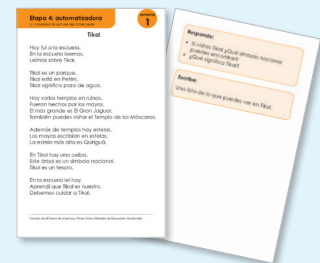 Etapa 4: automatizadora
semana
1
Tikal
Hoy fui a la escuela.
En la escuela leemos.
Leímos sobre Tikal.
Tikal es un parque.
Tikal está en Petén.
Tikal significa pozo de agua.
Hay varios templos en ruinas.
Fueron hechos por los mayas.
El más grande es El Gran Jaguar.
También puedes visitar el Templo de las Máscaras.
Además de templos hay estelas.
Los mayas escribían en estelas.
La estela más alta es Quiriguá.
En Tikal hay una ceiba.
Este árbol es un símbolo nacional.
Tikal es un tesoro.
En la escuela leí hoy.
Aprendí que Tikal es nuestro.
Debemos cuidar a Tikal.
Responde:
• Si visitas Tikal ¿Qué símbolo nacional
puedes encontrar?
• ¿Qué significa Tikal?
Escribe:
Una lista de lo que puedes ver en Tikal.